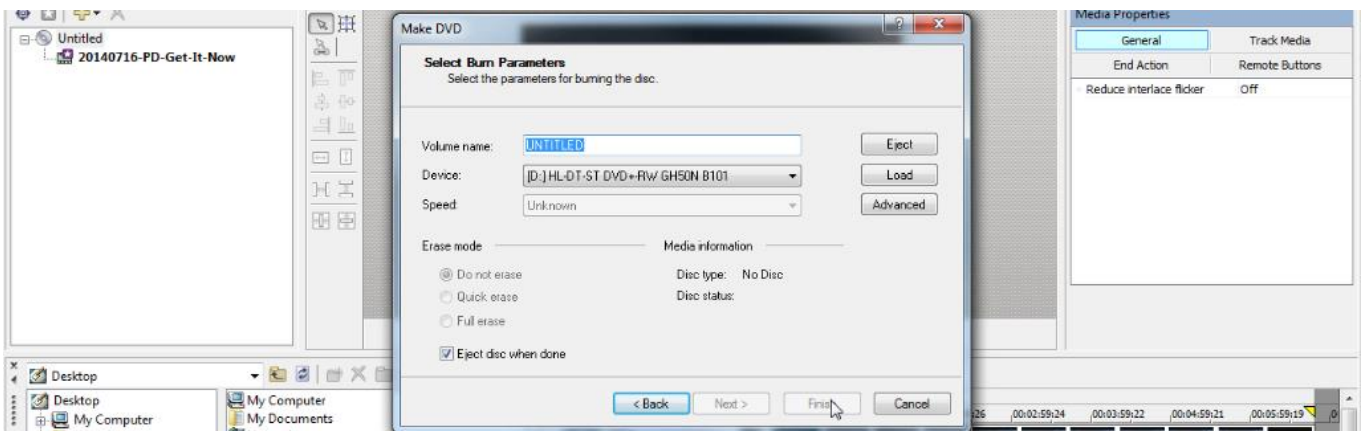 Untitled
20140716-PD-Get-It-Now
Make DVD
Select Burn Parameters
Select the parameters for burning the disc.
Volume name: UNTITLED Eject
Device: [D:] HL-DT-ST DVD+-RW GH50N B101 Load
Speed: Unknown Advanced
Erase mode Media information
Do not erase Disc type: No Disc
Quick erase Disc status:
Full erase
Eject disc when done
< Back Next > Finish Cancel
Media Properties
General Track Media
End Action Remote Buttons
Reduce interlace flicker Off
Desktop
Desktop My Computer
My Computer My Documents
:26 ,00:02:59;24 ,00:03:59;22 ,00:04:59;21 ,00:05:59;19